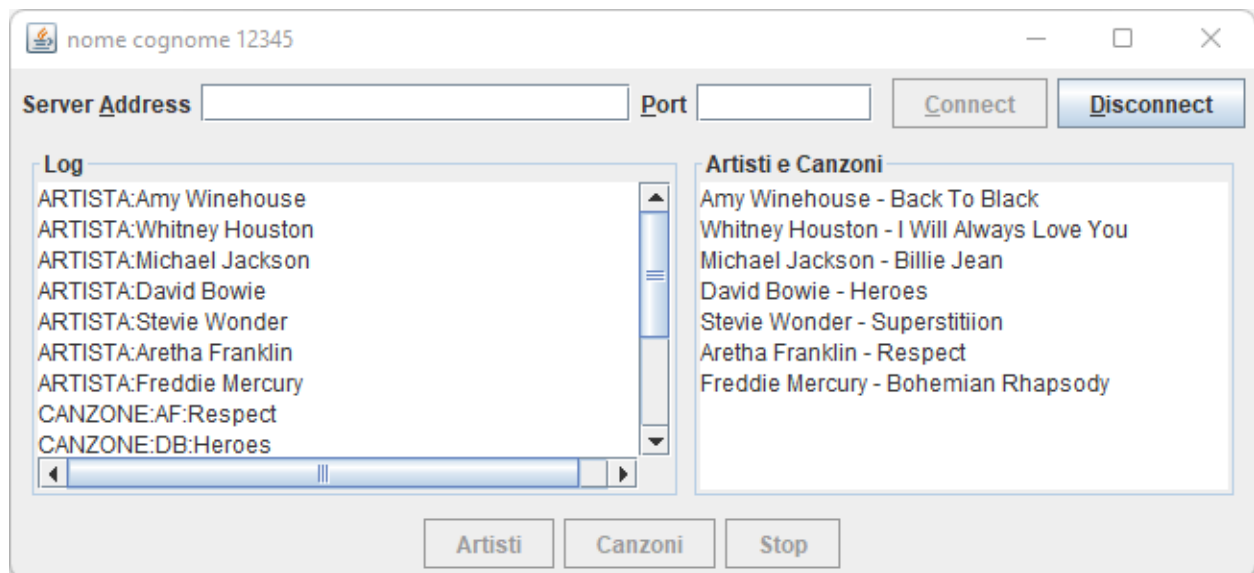 nome cognome 12345
Server Address Port Connect Disconnect
Log
ARTISTA:Amy Winehouse
ARTISTA:Whitney Houston
ARTISTA:Michael Jackson
ARTISTA:David Bowie
ARTISTA:Stevie Wonder
ARTISTA:Aretha Franklin
ARTISTA:Freddie Mercury
CANZONE:AF:Respect
CANZONE:DB:Heroes
Artisti e Canzoni
Amy Winehouse - Back To Black
Whitney Houston - I Will Always Love You
Michael Jackson - Billie Jean
David Bowie - Heroes
Stevie Wonder - Superstitiion
Aretha Franklin - Respect
Freddie Mercury - Bohemian Rhapsody
Artisti Canzoni Stop